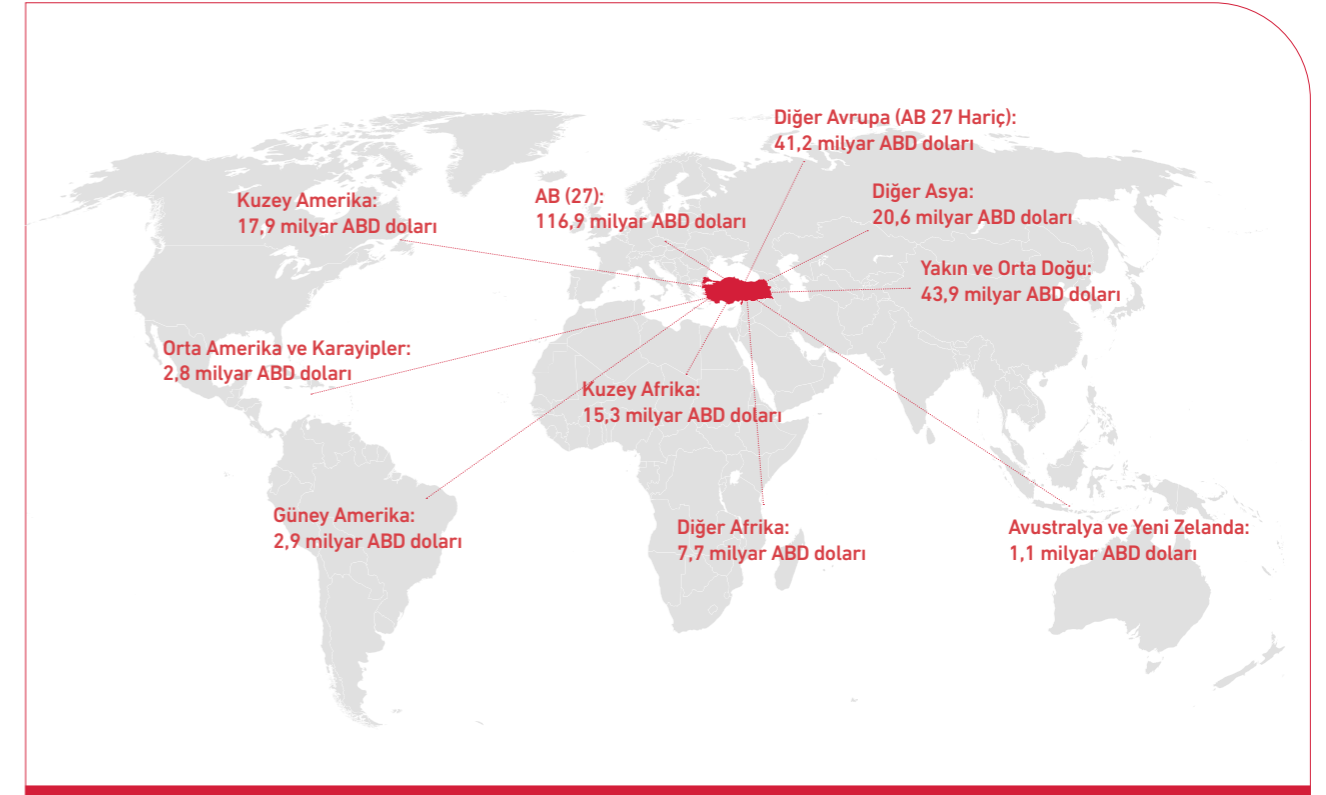 Diğer Avrupa (AB 27 Hariç):
41,2 milyar ABD doları
Kuzey Amerika:
17,9 milyar ABD doları
AB (27):
116,9 milyar ABD doları
Diğer Asya:
20,6 milyar ABD doları
Yakın ve Orta Doğu:
43,9 milyar ABD doları
Orta Amerika ve Karayipler:
2,8 milyar ABD doları
Kuzey Afrika:
15,3 milyar ABD doları
Güney Amerika:
2,9 milyar ABD doları
Diğer Afrika:
7,7 milyar ABD doları
Avustralya ve Yeni Zelanda:
1,1 milyar ABD doları